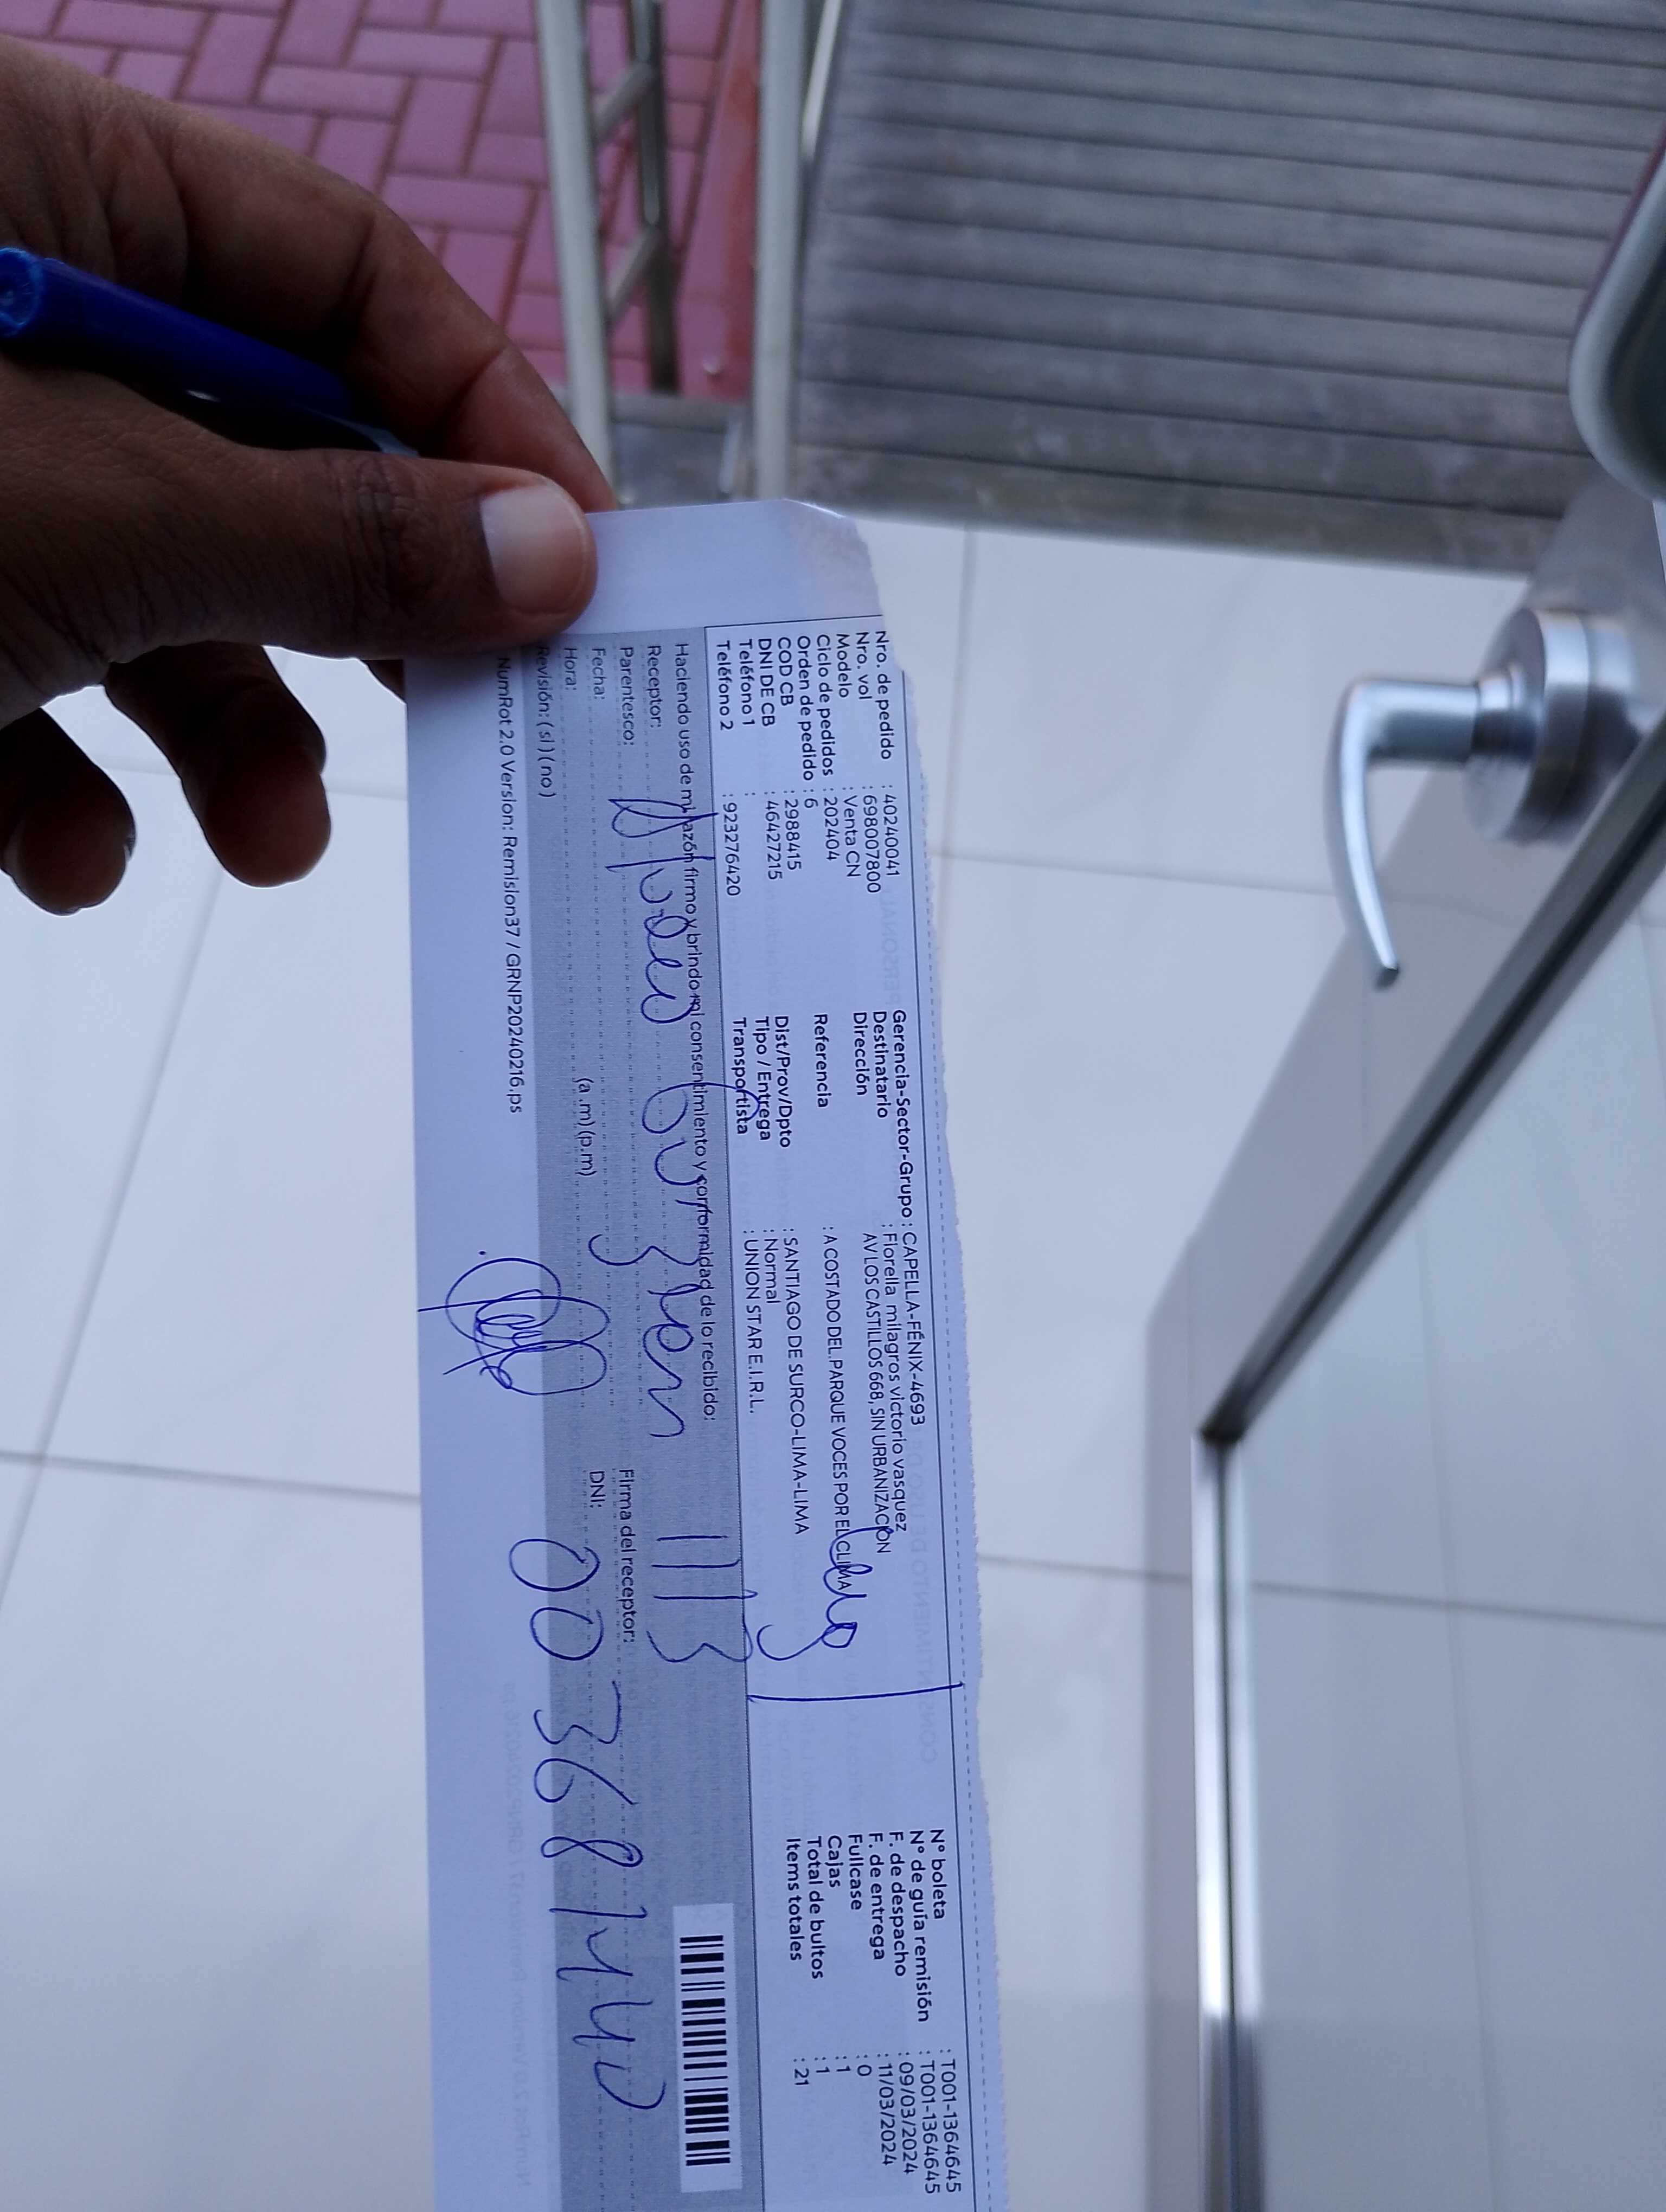 Nro. de pedido : 40240041
Nro. vol : 698007800
Modelo : Venta CN
Ciclo de pedidos : 202404
Orden de pedido : 6
COD CB : 2988415
DNI DE CB : 46427215
Teléfono 1 :
Teléfono 2 : 923276420
Gerencia-Sector-Grupo : CAPELLA-FÉNIX-4693
Destinatario : Fiorella milagros victorio vasquez
Dirección AV LOS CASTILLOS 668, SIN URBANIZACIÓN
Referencia : A COSTADO DEL PARQUE VOCES POR EL CLIMA
Dist/Prov/Dpto : SANTIAGO DE SURCO-LIMA-LIMA
Tipo / Entrega : Normal
Transportista : UNION STAR E.I.R.L.
N° boleta : T001-1364645
N° de guía remisión : T001-1364645
F. de despacho : 09/03/2024
F. de entrega : 11/03/2024
Fullcase : 0
Cajas : 1
Total de bultos : 1
Items totales : 21
Haciendo uso de mi razón firmo y brindo mi consentimiento y conformidad de lo recibido:
Receptor:
Parentesco:
Firma del receptor:
Fecha:
DNI: 00368140
Hora: (a.m) (p.m)
Revisión: ( si ) ( no )
NumRot 2.0 Version: Remision37 / GRNP20240216.ps